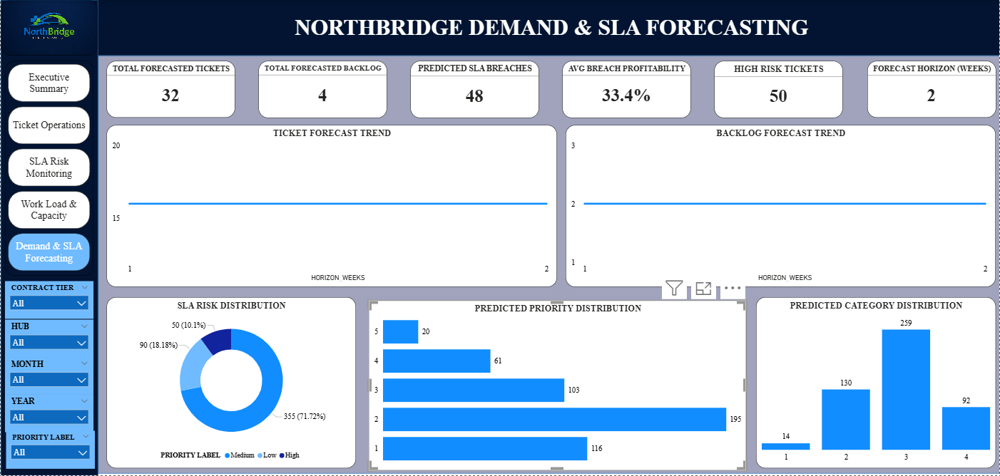 NorthBridge
NORTHBRIDGE DEMAND & SLA FORECASTING
Executive
Summary
Ticket Operations
SLA Risk
Monitoring
Work Load &
Capacity
Demand & SLA
Forecasting
CONTRACT TIER
All
HUB
All
MONTH
All
YEAR
All
PRIORITY LABEL
All
TOTAL FORECASTED TICKETS
32
TOTAL FORECASTED BACKLOG
4
PREDICTED SLA BREACHES
48
AVG BREACH PROFITABILITY
33.4%
HIGH RISK TICKETS
50
FORECAST HORIZON (WEEKS)
2
TICKET FORECAST TREND
20
15
1
2
HORIZON_WEEKS
BACKLOG FORECAST TREND
3
2
1
1
2
HORIZON_WEEKS
SLA RISK DISTRIBUTION
50 (10.1%)
90 (18.18%)
355 (71.72%)
PRIORITY LABEL Medium Low High
PREDICTED PRIORITY DISTRIBUTION
5 20
4 61
3 103
2 195
1 116
PREDICTED CATEGORY DISTRIBUTION
14
130
259
92
1 2 3 4